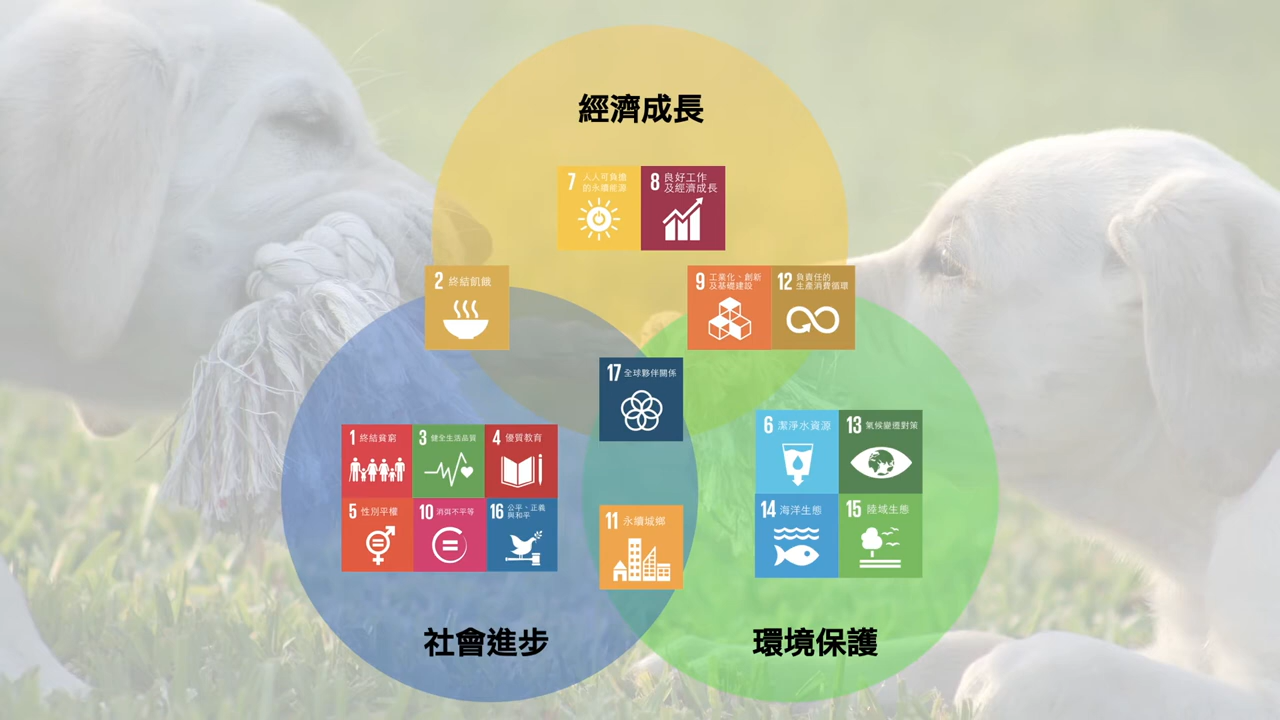 經濟成長
7 人人可負擔
的永續能源
8 良好工作
及經濟成長
2 終結飢餓
9 工業化、創新
及基礎建設
12 負責任的
生產消費循環
17 全球夥伴關係
1 終結貧窮
3 健全生活品質
4 優質教育
5 性別平權
10 消弭不平等
16 公平、正義
與和平
11 永續城鄉
6 潔淨水資源
13 氣候變遷對策
14 海洋生態
15 陸域生態
社會進步
環境保護